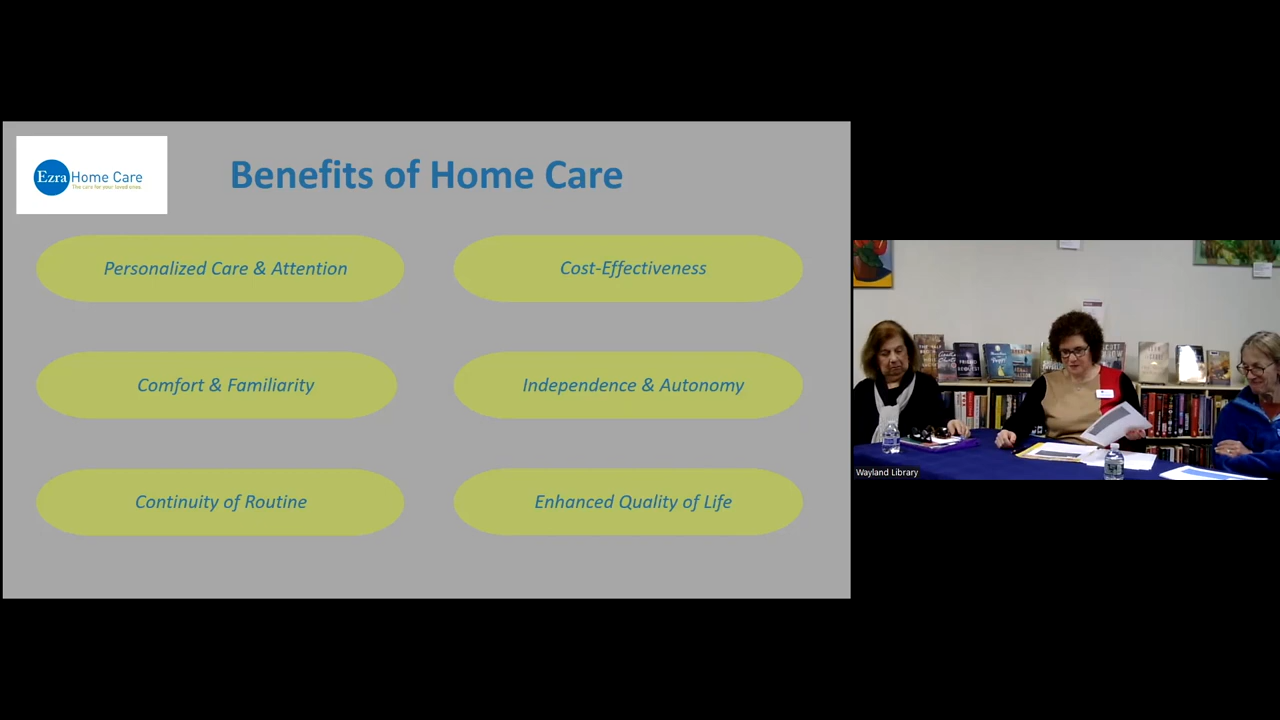 Ezra Home Care
The care for your loved ones.
Benefits of Home Care
Personalized Care & Attention
Cost-Effectiveness
Comfort & Familiarity
Independence & Autonomy
Continuity of Routine
Enhanced Quality of Life
Wayland Library